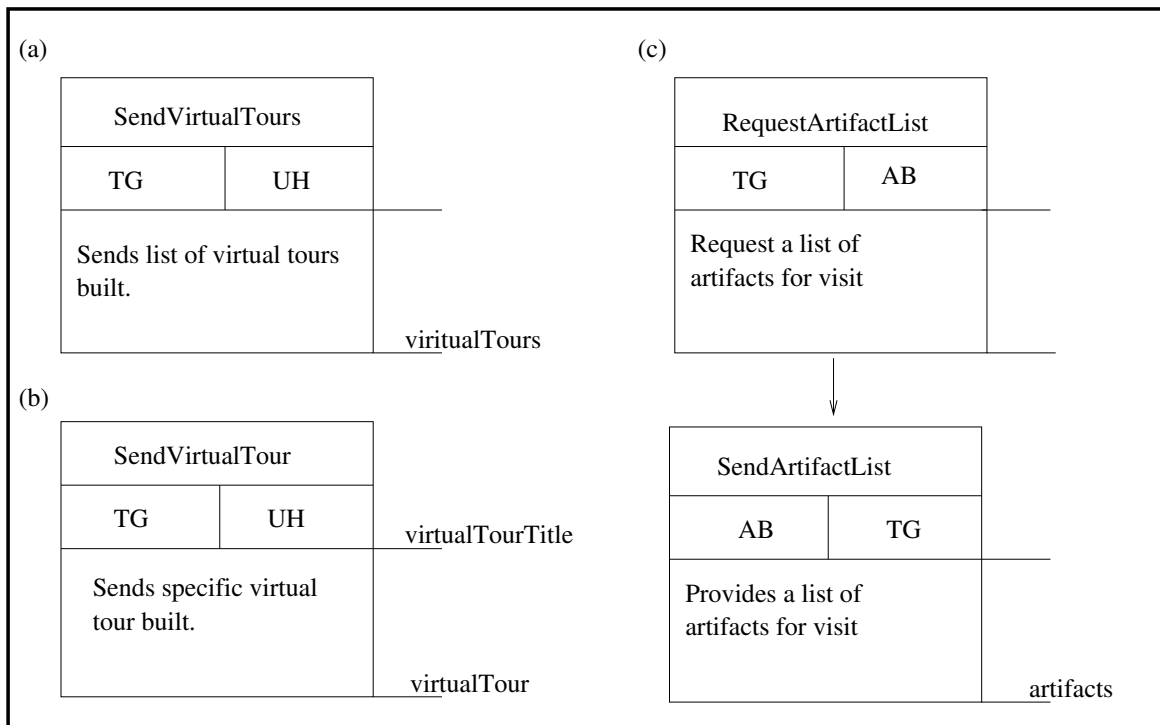 (a)
SendVirtualTours
TG UH
Sends list of virtual tours
built.
viritualTours
(b)
SendVirtualTour
TG UH
virtualTourTitle
Sends specific virtual
tour built.
virtualTour
(c)
RequestArtifactList
TG AB
Request a list of
artifacts for visit
SendArtifactList
AB TG
Provides a list of
artifacts for visit
artifacts